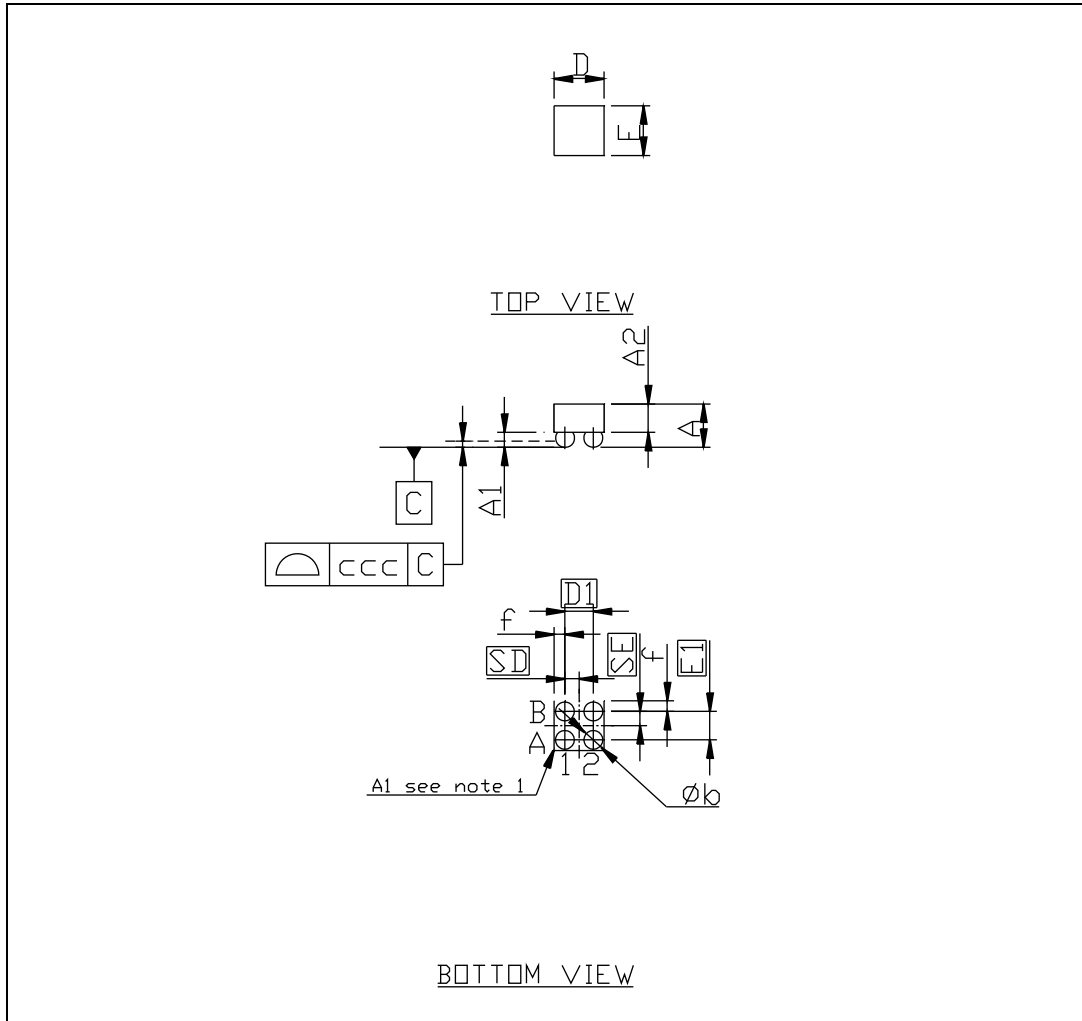 D
E
TOP VIEW
A2
A
A1
C
ccc C
D1
f
SD
SE
f
E1
B
A
1 2
A1 see note 1
Øb
BOTTOM VIEW